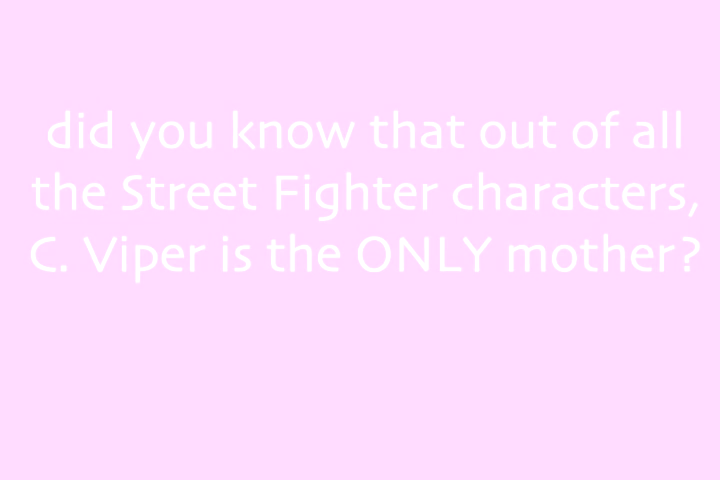 did you know that out of all
the Street Fighter characters,
C. Viper is the ONLY mother?